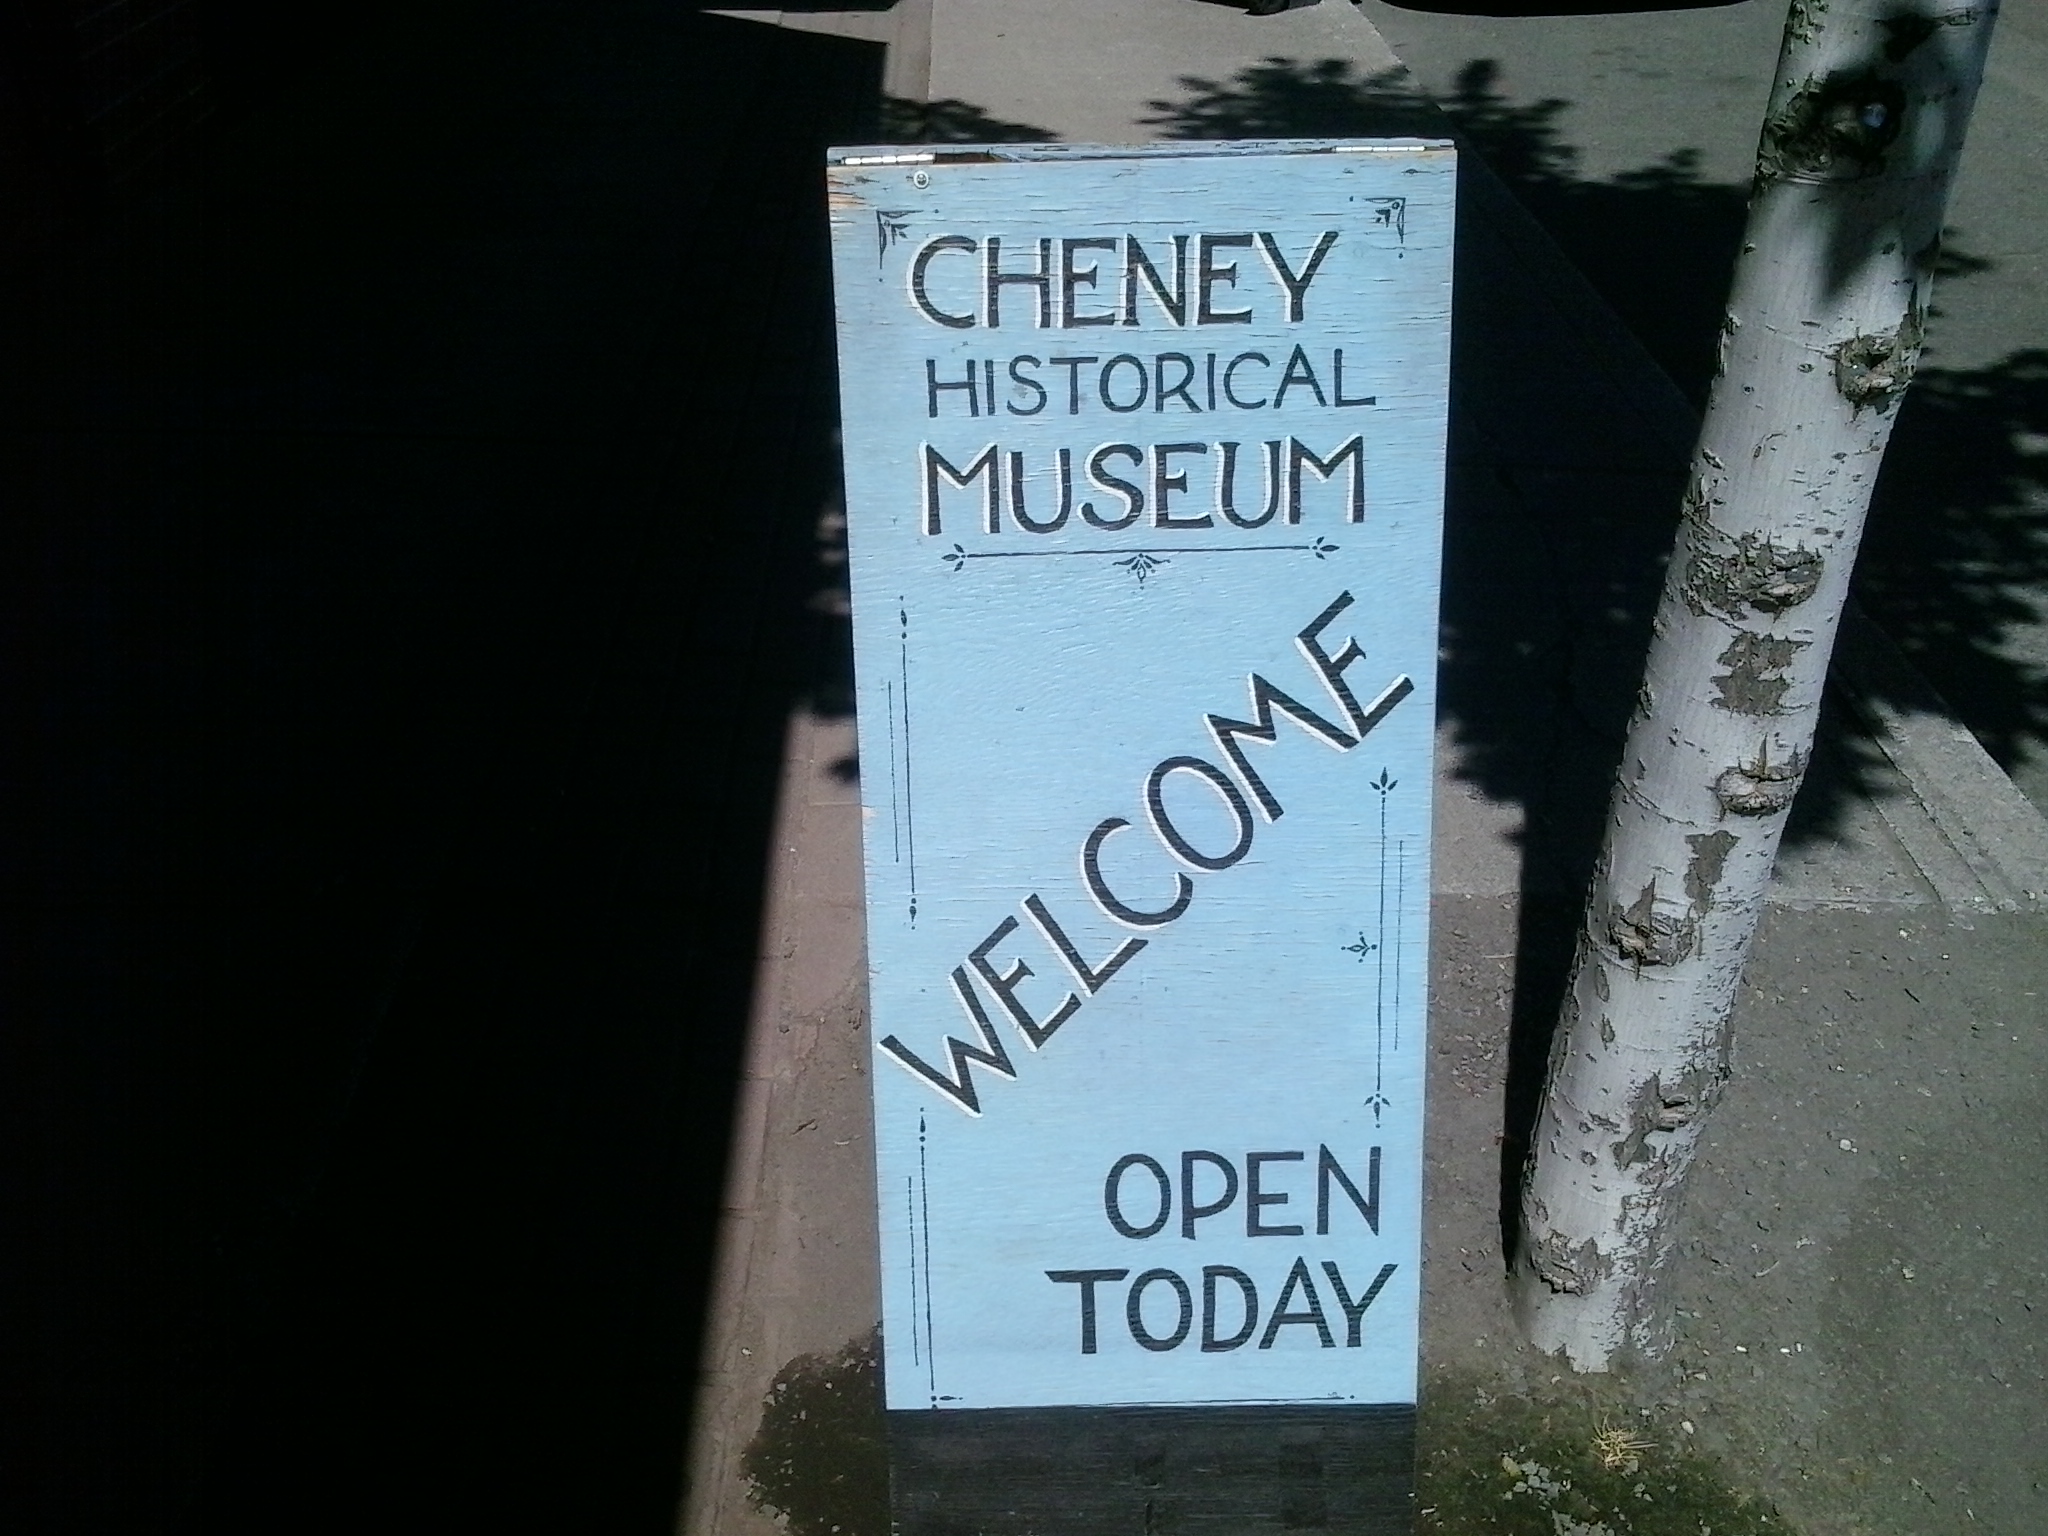 CHENEY
HISTORICAL
MUSEUM
WELCOME
OPEN
TODAY